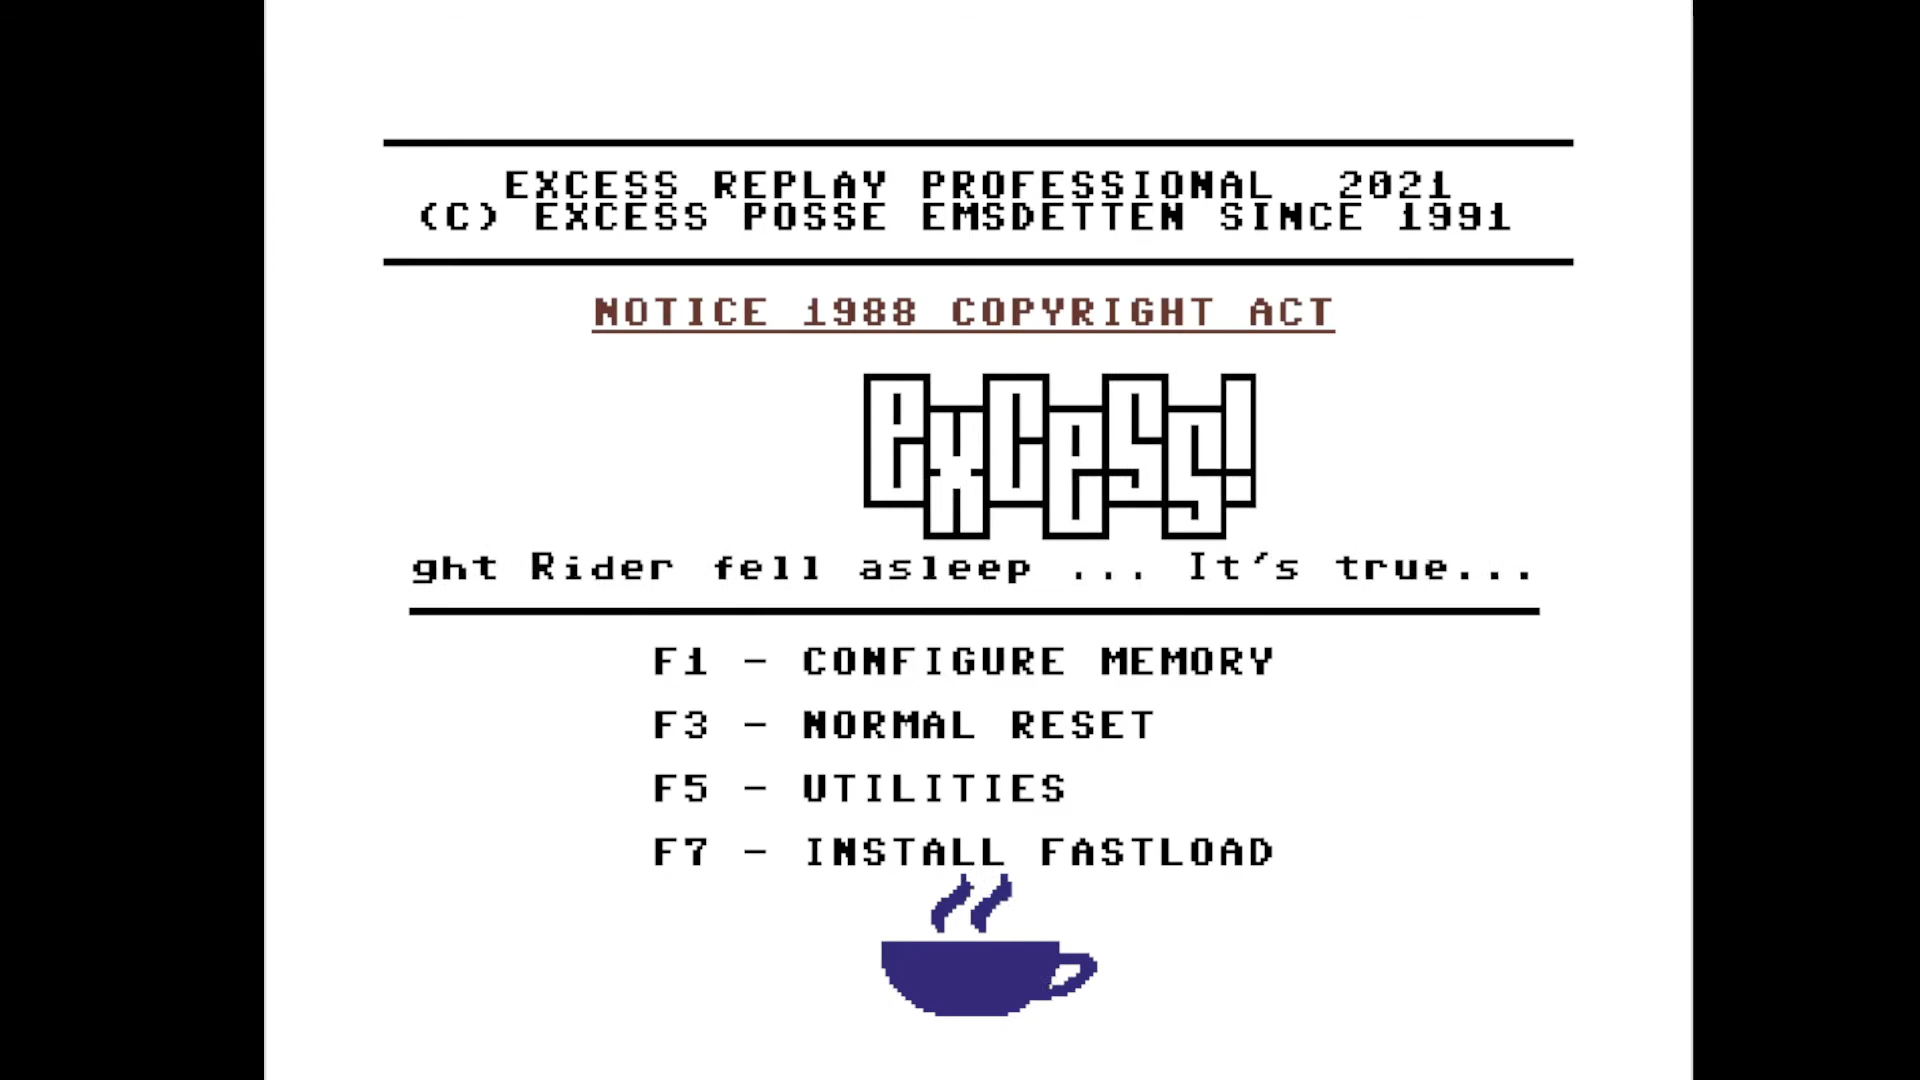 EXCESS REPLAY PROFESSIONAL 2021
(C) EXCESS POSSE EMSDETTEN SINCE 1991
NOTICE 1988 COPYRIGHT ACT
excess!
ght Rider fell asleep ... It's true...
F1 - CONFIGURE MEMORY
F3 - NORMAL RESET
F5 - UTILITIES
F7 - INSTALL FASTLOAD